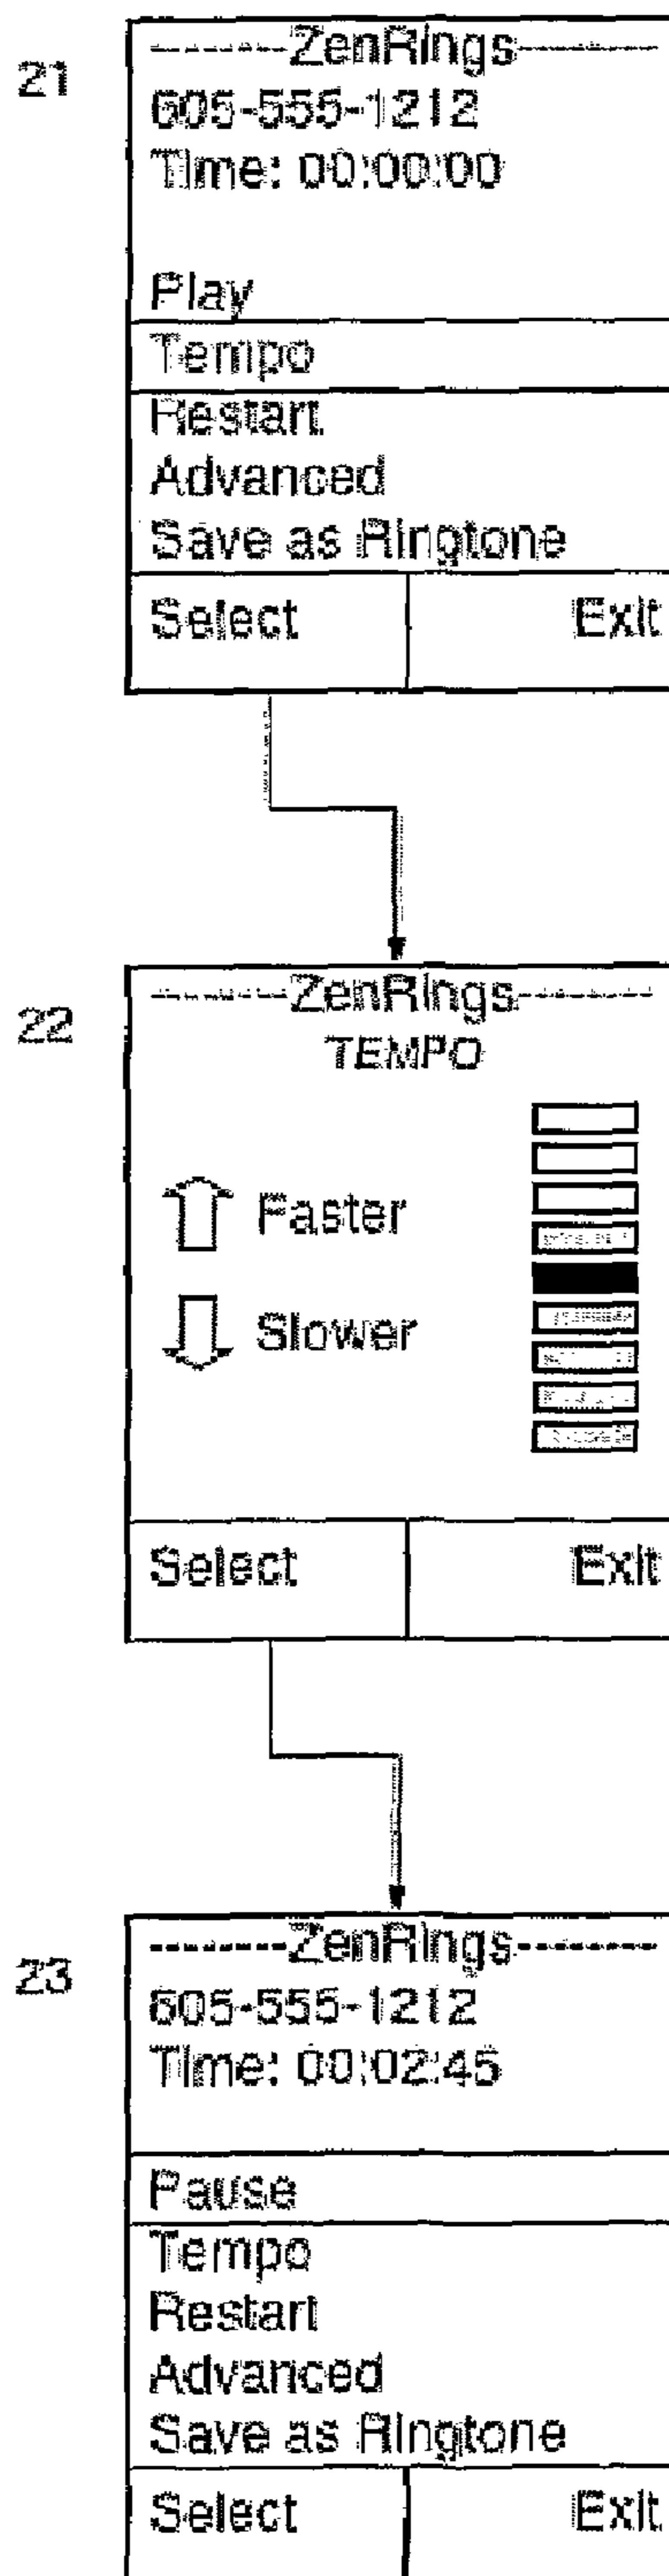 21
--------ZenRings--------
605-555-1212
Time: 00:00:00
Play
Tempo
Restart
Advanced
Save as Ringtone
Select Exit
22
--------ZenRings--------
TEMPO
Faster
Slower
Select Exit
23
--------ZenRings--------
605-555-1212
Time: 00:02:45
Pause
Tempo
Restart
Advanced
Save as Ringtone
Select Exit